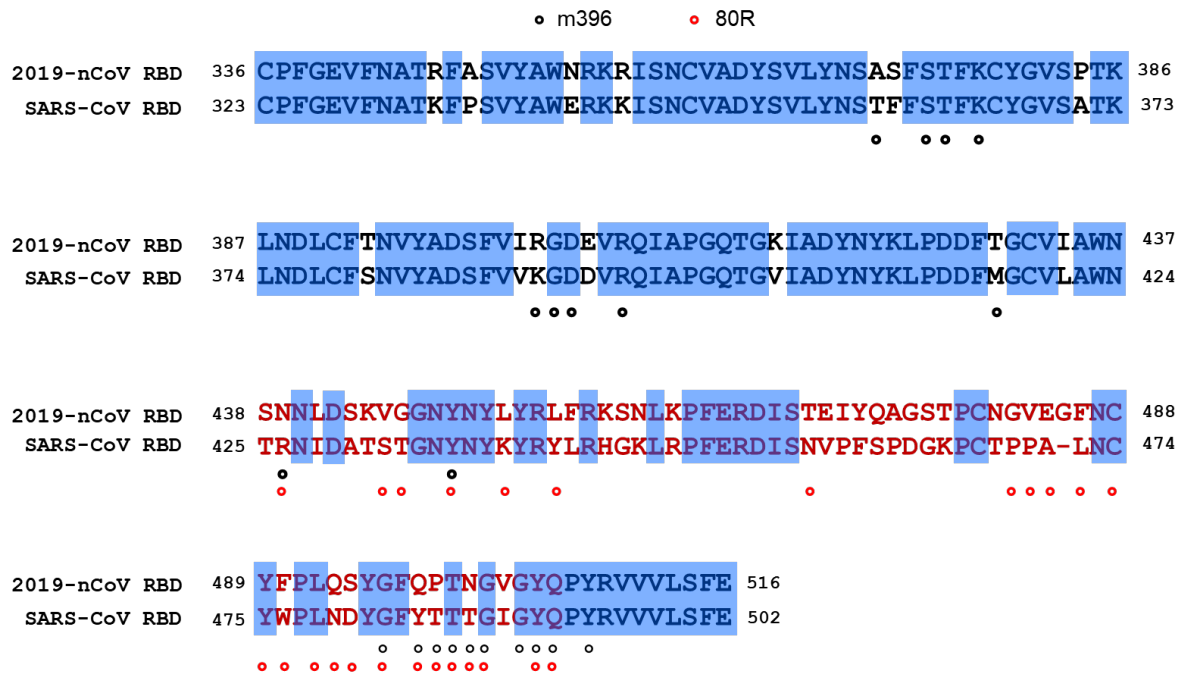 m396 80R
2019-nCoV RBD 336 CPFGEVFNATRFASVYAWNRKRISNCVADYSVLYNSASFSTFKCYGVSPTK 386
SARS-CoV RBD 323 CPFGEVFNATKFPSVYAWERKKISNCVADYSVLYNSTFFSTFKCYGVSATK 373
2019-nCoV RBD 387 LNDLCFTNVYADSFVIRGDEVRQIAPGQTGKIADYNYKLPDDFTGCVIAWN 437
SARS-CoV RBD 374 LNDLCFSNVYADSFVVKGDDVRQIAPGQTGVIADYNYKLPDDFMGCVLAWN 424
2019-nCoV RBD 438 SNNLDSKVGGNYNYLYRLFRKSNLKPFERDISTEIYQAGSTPCNGVEGFNC 488
SARS-CoV RBD 425 TRNIDATSTGNYNYKYRYLRHGKLRPFERDISNVPFSPDGKPCTPPA-LNC 474
2019-nCoV RBD 489 YFPLQSYGFQPTNGVGYQPYRVVVLSFE 516
SARS-CoV RBD 475 YWPLNDYGFYTTTGIGYQPYRVVVLSFE 502